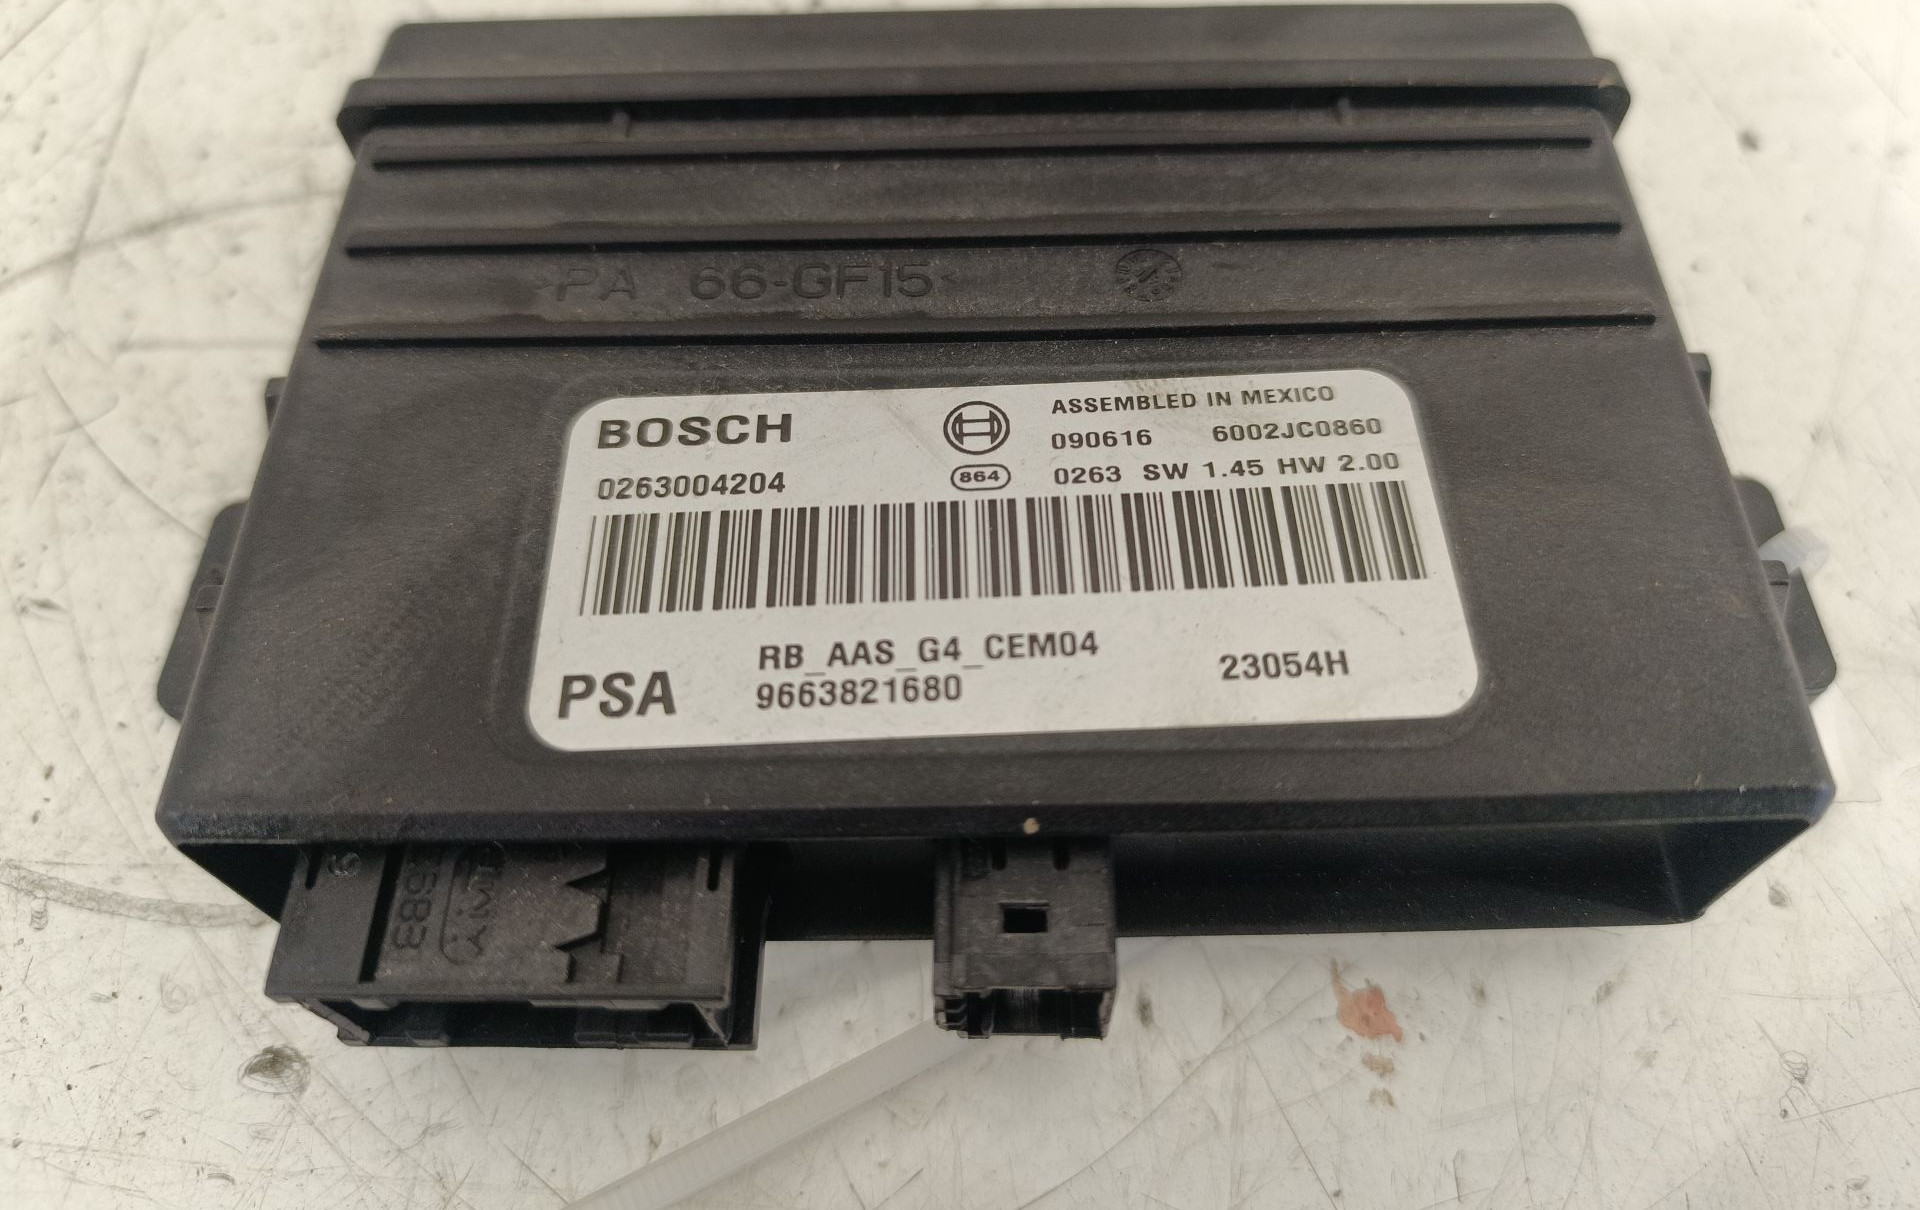 >PA 66-GF15<
BOSCH
ASSEMBLED IN MEXICO
090616 6002JC0860
0263004204
864
0263 SW 1.45 HW 2.00
RB_AAS_G4_CEM04
PSA
9663821680
23054H